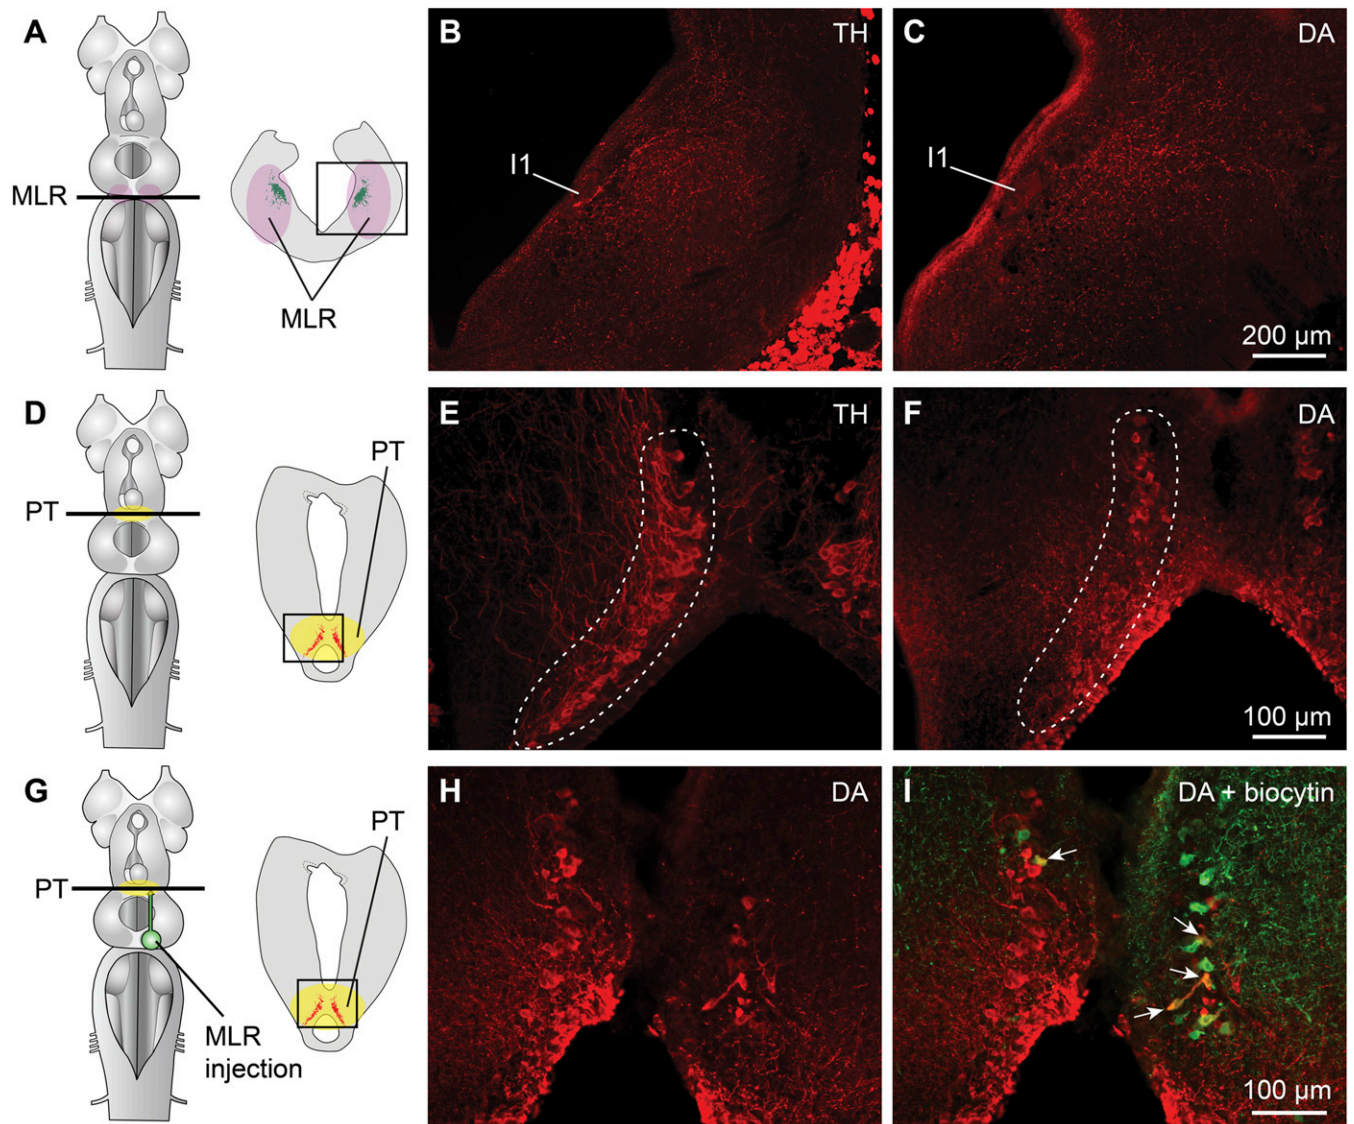 A
MLR
MLR
B
TH
I1
C
DA
I1
200 µm
D
PT
PT
E
TH
F
DA
100 µm
G
PT
PT
MLR
injection
H
DA
I
DA + biocytin
100 µm